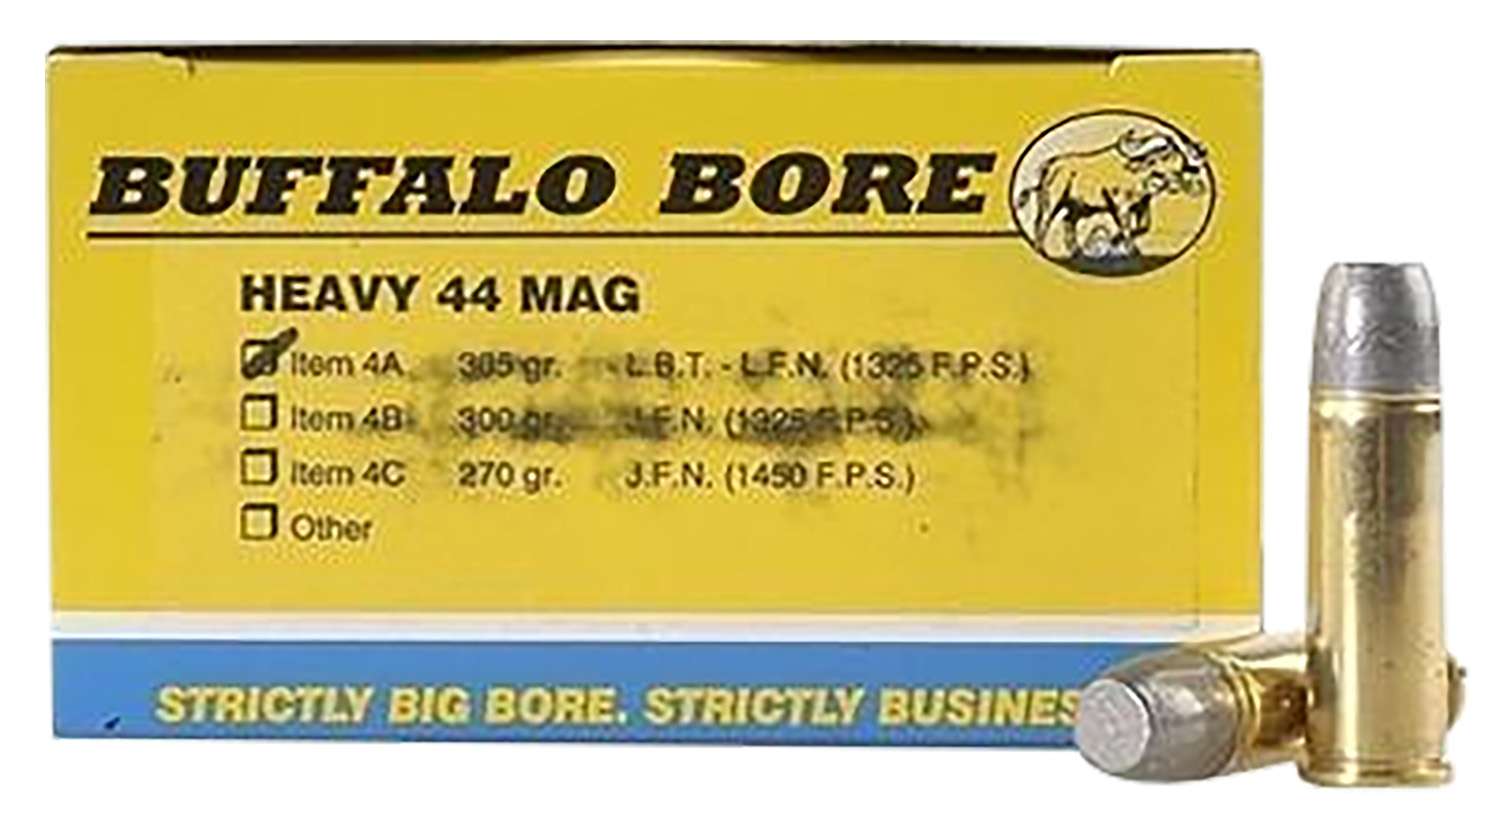 BUFFALO BORE
HEAVY 44 MAG
Item 4A 305 gr. L.B.T. - L.F.N. (1325 F.P.S.)
Item 4B 300 gr. J.F.N. (1325 F.P.S.)
Item 4C 270 gr. J.F.N. (1450 F.P.S.)
Other
STRICTLY BIG BORE. STRICTLY BUSINES